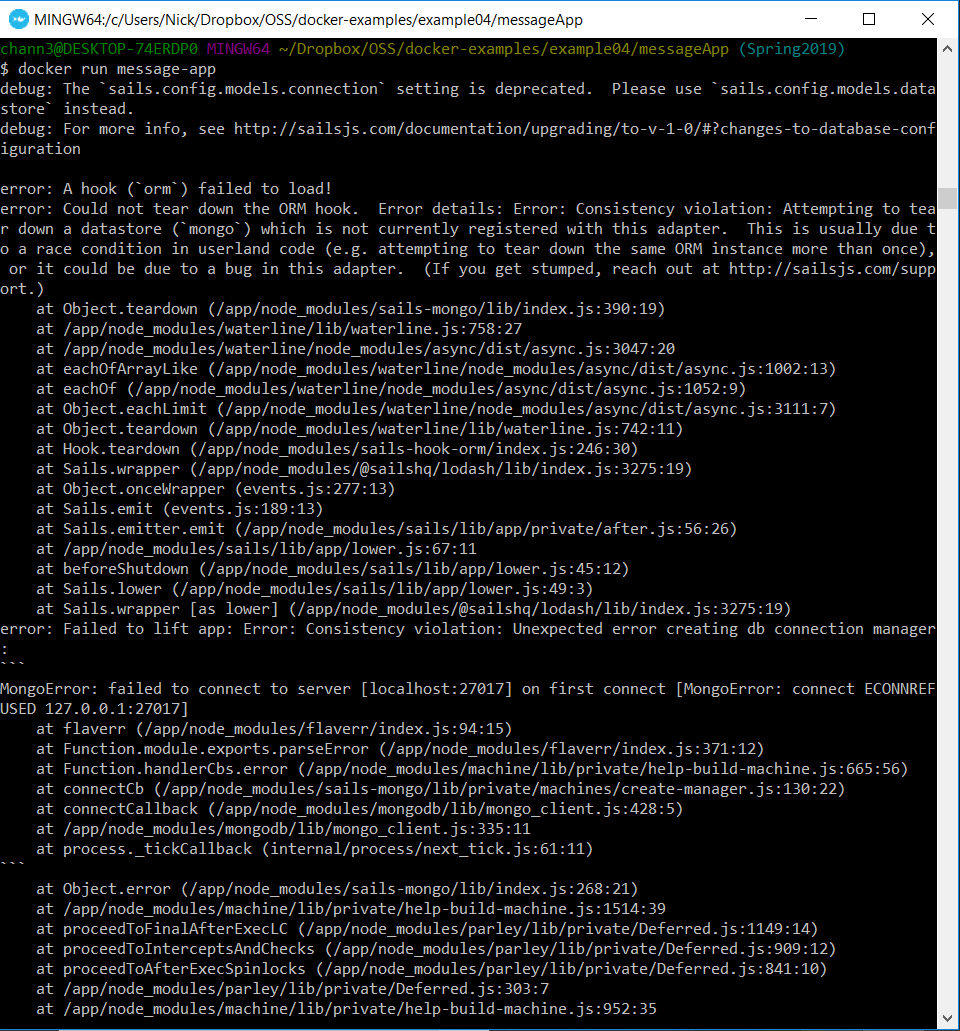 MINGW64:/c/Users/Nick/Dropbox/OSS/docker-examples/example04/messageApp
chann3@DESKTOP-74ERDP0 MINGW64 ~/Dropbox/OSS/docker-examples/example04/messageApp (Spring2019)
$ docker run message-app
debug: The `sails.config.models.connection` setting is deprecated.  Please use `sails.config.models.data
store` instead.
debug: For more info, see http://sailsjs.com/documentation/upgrading/to-v-1-0/#?changes-to-database-conf
iguration
error: A hook (`orm`) failed to load!
error: Could not tear down the ORM hook.  Error details: Error: Consistency violation: Attempting to tea
r down a datastore (`mongo`) which is not currently registered with this adapter.  This is usually due t
o a race condition in userland code (e.g. attempting to tear down the same ORM instance more than once),
 or it could be due to a bug in this adapter.  (If you get stumped, reach out at http://sailsjs.com/supp
ort.)
    at Object.teardown (/app/node_modules/sails-mongo/lib/index.js:390:19)
    at /app/node_modules/waterline/lib/waterline.js:758:27
    at /app/node_modules/waterline/node_modules/async/dist/async.js:3047:20
    at eachOfArrayLike (/app/node_modules/waterline/node_modules/async/dist/async.js:1002:13)
    at eachOf (/app/node_modules/waterline/node_modules/async/dist/async.js:1052:9)
    at Object.eachLimit (/app/node_modules/waterline/node_modules/async/dist/async.js:3111:7)
    at Object.teardown (/app/node_modules/waterline/lib/waterline.js:742:11)
    at Hook.teardown (/app/node_modules/sails-hook-orm/index.js:246:30)
    at Sails.wrapper (/app/node_modules/@sailshq/lodash/lib/index.js:3275:19)
    at Object.onceWrapper (events.js:277:13)
    at Sails.emit (events.js:189:13)
    at Sails.emitter.emit (/app/node_modules/sails/lib/app/private/after.js:56:26)
    at /app/node_modules/sails/lib/app/lower.js:67:11
    at beforeShutdown (/app/node_modules/sails/lib/app/lower.js:45:12)
    at Sails.lower (/app/node_modules/sails/lib/app/lower.js:49:3)
    at Sails.wrapper [as lower] (/app/node_modules/@sailshq/lodash/lib/index.js:3275:19)
error: Failed to lift app: Error: Consistency violation: Unexpected error creating db connection manager
:
```
MongoError: failed to connect to server [localhost:27017] on first connect [MongoError: connect ECONNREF
USED 127.0.0.1:27017]
    at flaverr (/app/node_modules/flaverr/index.js:94:15)
    at Function.module.exports.parseError (/app/node_modules/flaverr/index.js:371:12)
    at Function.handlerCbs.error (/app/node_modules/machine/lib/private/help-build-machine.js:665:56)
    at connectCb (/app/node_modules/sails-mongo/lib/private/machines/create-manager.js:130:22)
    at connectCallback (/app/node_modules/mongodb/lib/mongo_client.js:428:5)
    at /app/node_modules/mongodb/lib/mongo_client.js:335:11
    at process._tickCallback (internal/process/next_tick.js:61:11)
```
    at Object.error (/app/node_modules/sails-mongo/lib/index.js:268:21)
    at /app/node_modules/machine/lib/private/help-build-machine.js:1514:39
    at proceedToFinalAfterExecLC (/app/node_modules/parley/lib/private/Deferred.js:1149:14)
    at proceedToInterceptsAndChecks (/app/node_modules/parley/lib/private/Deferred.js:909:12)
    at proceedToAfterExecSpinlocks (/app/node_modules/parley/lib/private/Deferred.js:841:10)
    at /app/node_modules/parley/lib/private/Deferred.js:303:7
    at /app/node_modules/machine/lib/private/help-build-machine.js:952:35